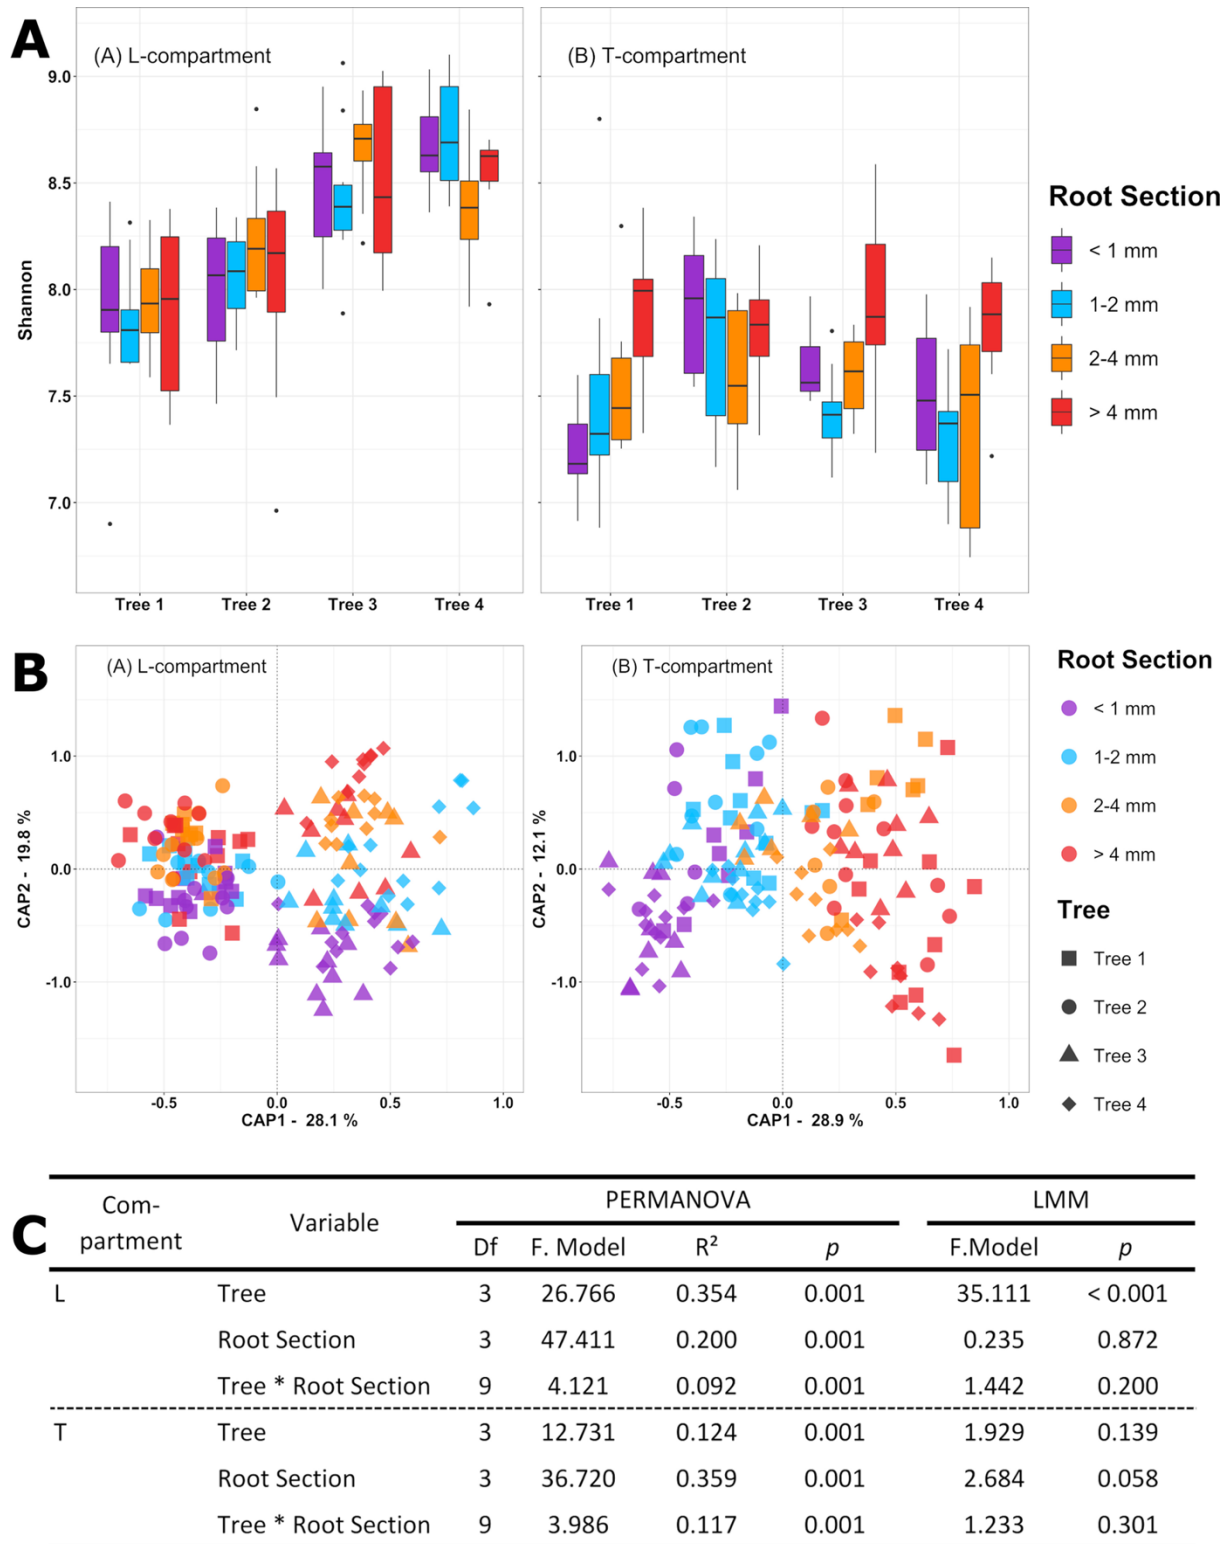 A
(A) L-compartment
(B) T-compartment
Shannon
9.0
8.5
8.0
7.5
7.0
Tree 1 Tree 2 Tree 3 Tree 4
Tree 1 Tree 2 Tree 3 Tree 4
Root Section
< 1 mm
1-2 mm
2-4 mm
> 4 mm
B
(A) L-compartment
CAP2 - 19.8 %
1.0
0.0
-1.0
-0.5 0.0 0.5 1.0
CAP1 - 28.1 %
(B) T-compartment
CAP2 - 12.1 %
1.0
0.0
-1.0
-0.5 0.0 0.5 1.0
CAP1 - 28.9 %
Root Section
< 1 mm
1-2 mm
2-4 mm
> 4 mm
Tree
Tree 1
Tree 2
Tree 3
Tree 4
C
Com-
partment Variable PERMANOVA LMM
Df F. Model R² p F.Model p
L Tree 3 26.766 0.354 0.001 35.111 < 0.001
Root Section 3 47.411 0.200 0.001 0.235 0.872
Tree * Root Section 9 4.121 0.092 0.001 1.442 0.200
T Tree 3 12.731 0.124 0.001 1.929 0.139
Root Section 3 36.720 0.359 0.001 2.684 0.058
Tree * Root Section 9 3.986 0.117 0.001 1.233 0.301